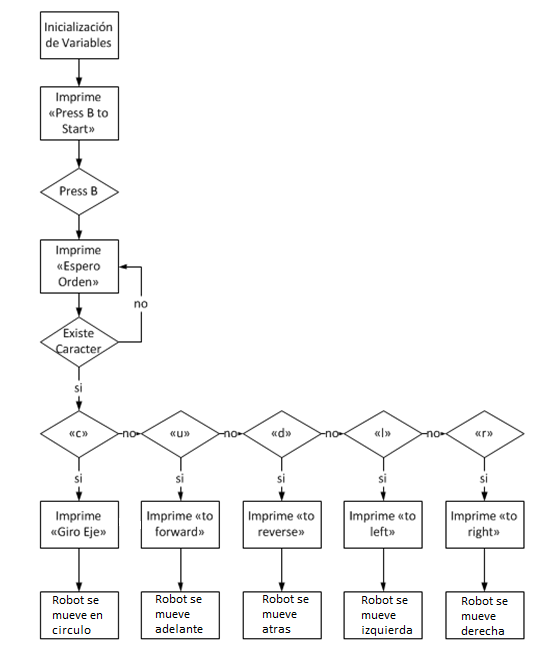 Inicialización
de Variables
Imprime
«Press B to
Start»
Press B
Imprime
«Espero
Orden»
no
Existe
Caracter
si
«c»
no
«u»
no
«d»
no
«l»
no
«r»
si
si
si
si
si
Imprime
«Giro Eje»
Imprime «to
forward»
Imprime «to
reverse»
Imprime «to
left»
Imprime «to
right»
Robot se
mueve en
circulo
Robot se
mueve
adelante
Robot se
mueve
atras
Robot se
mueve
izquierda
Robot se
mueve
derecha